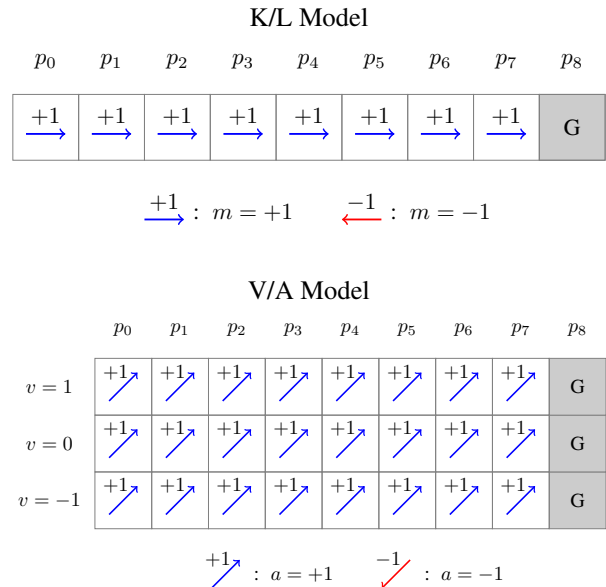 K/L Model
p0 p1 p2 p3 p4 p5 p6 p7 p8
+1 +1 +1 +1 +1 +1 +1 +1 G
+1 : m = +1 −1 : m = −1
V/A Model
p0 p1 p2 p3 p4 p5 p6 p7 p8
v = 1 +1 +1 +1 +1 +1 +1 +1 +1 G
v = 0 +1 +1 +1 +1 +1 +1 +1 +1 G
v = −1 +1 +1 +1 +1 +1 +1 +1 +1 G
+1 : a = +1 −1 : a = −1